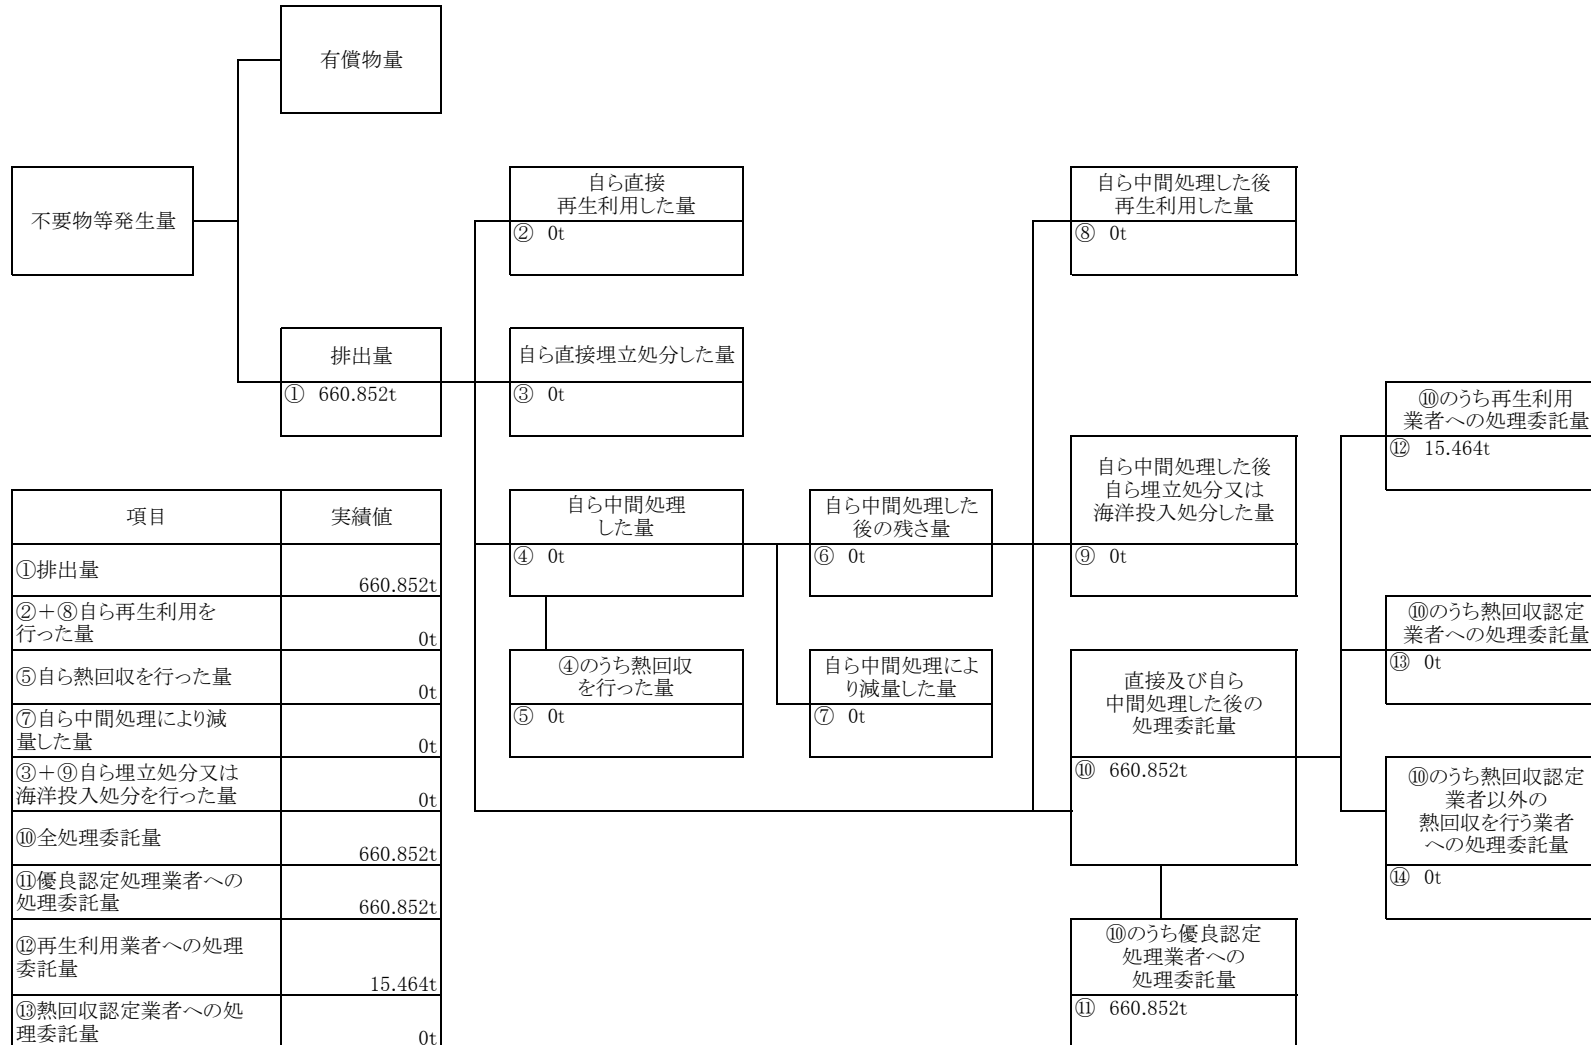 有償物量
不要物等発生量
自ら直接
再生利用した量
② 0t
自ら中間処理した後
再生利用した量
⑧ 0t
排出量
① 660.852t
自ら直接埋立処分した量
③ 0t
⑩のうち再生利用
業者への処理委託量
⑫ 15.464t
自ら中間処理した後
自ら埋立処分又は
海洋投入処分した量
⑨ 0t
自ら中間処理
した量
④ 0t
自ら中間処理した
後の残さ量
⑥ 0t
⑩のうち熱回収認定
業者への処理委託量
⑬ 0t
④のうち熱回収
を行った量
⑤ 0t
自ら中間処理によ
り減量した量
⑦ 0t
直接及び自ら
中間処理した後の
処理委託量
⑩ 660.852t
⑩のうち熱回収認定
業者以外の
熱回収を行う業者
への処理委託量
⑭ 0t
⑩のうち優良認定
処理業者への
処理委託量
⑪ 660.852t
項目 実績値
①排出量
660.852t
②+⑧自ら再生利用を
行った量 0t
⑤自ら熱回収を行った量
0t
⑦自ら中間処理により減
量した量 0t
③+⑨自ら埋立処分又は
海洋投入処分を行った量 0t
⑩全処理委託量
660.852t
⑪優良認定処理業者への
処理委託量 660.852t
⑫再生利用業者への処理
委託量
15.464t
⑬熱回収認定業者への処
理委託量 0t